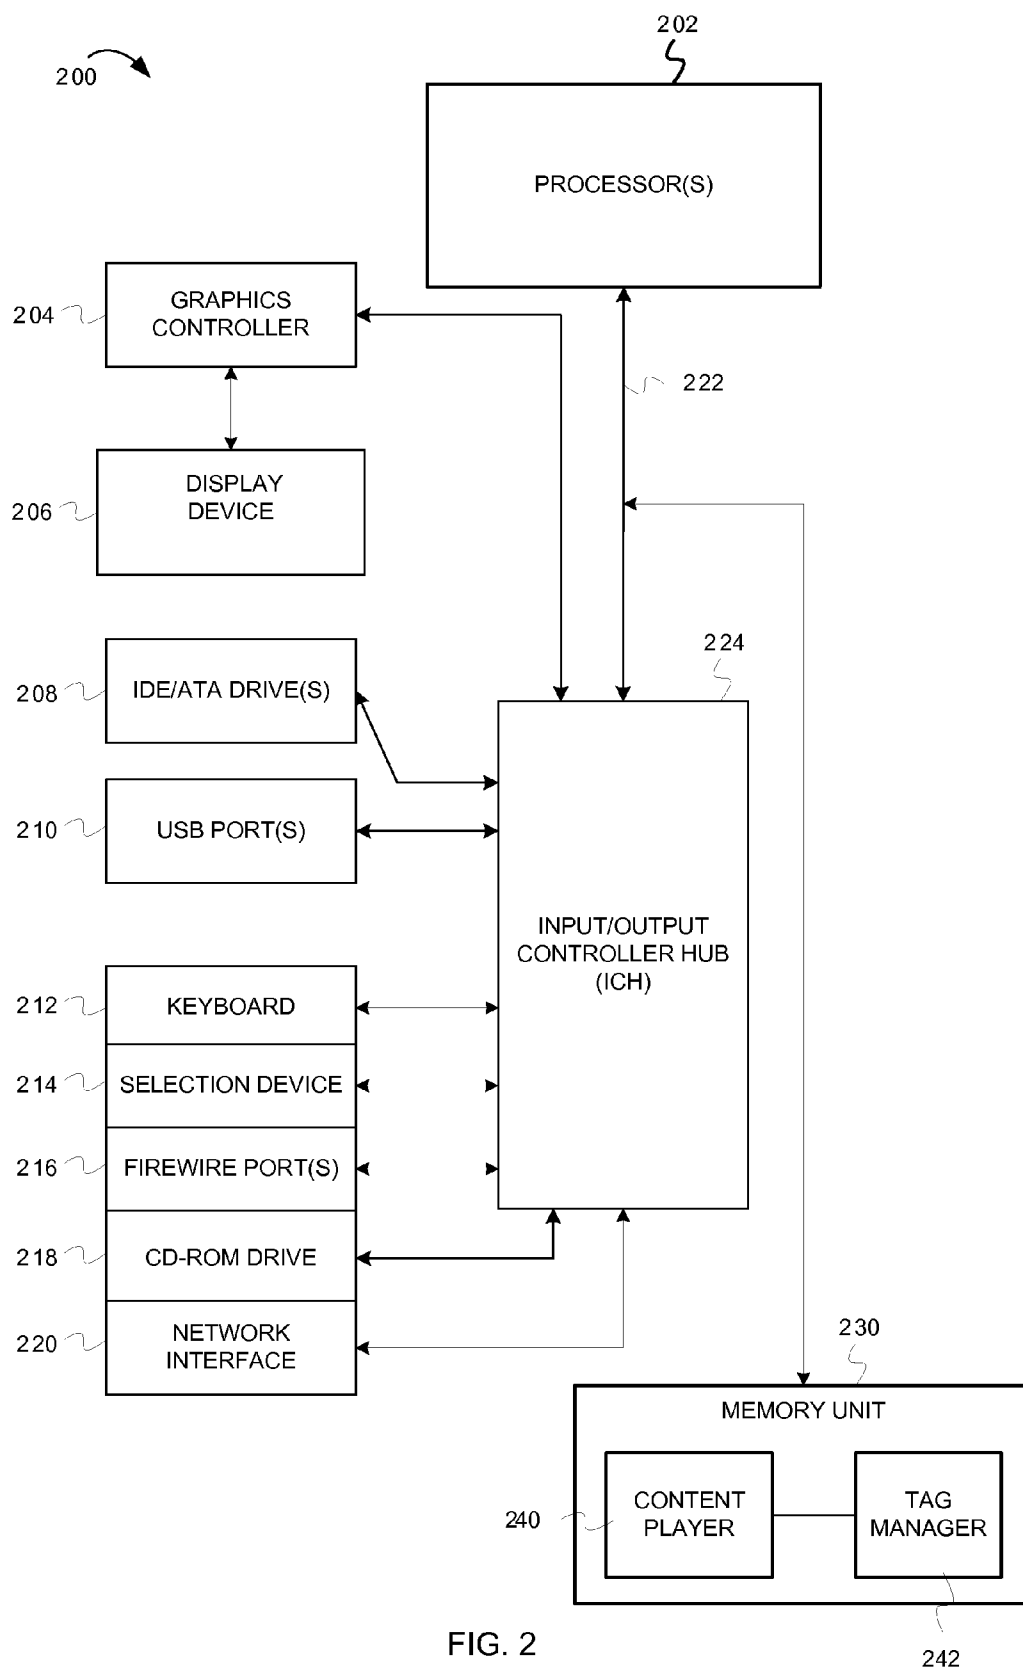 202
200
PROCESSOR(S)
GRAPHICS
CONTROLLER
204
222
DISPLAY
DEVICE
206
224
IDE/ATA DRIVE(S)
208
USB PORT(S)
210
INPUT/OUTPUT
CONTROLLER HUB
(ICH)
212
KEYBOARD
214
SELECTION DEVICE
216
FIREWIRE PORT(S)
218
CD-ROM DRIVE
220
NETWORK
INTERFACE
230
MEMORY UNIT
240
CONTENT
PLAYER
TAG
MANAGER
242
FIG. 2